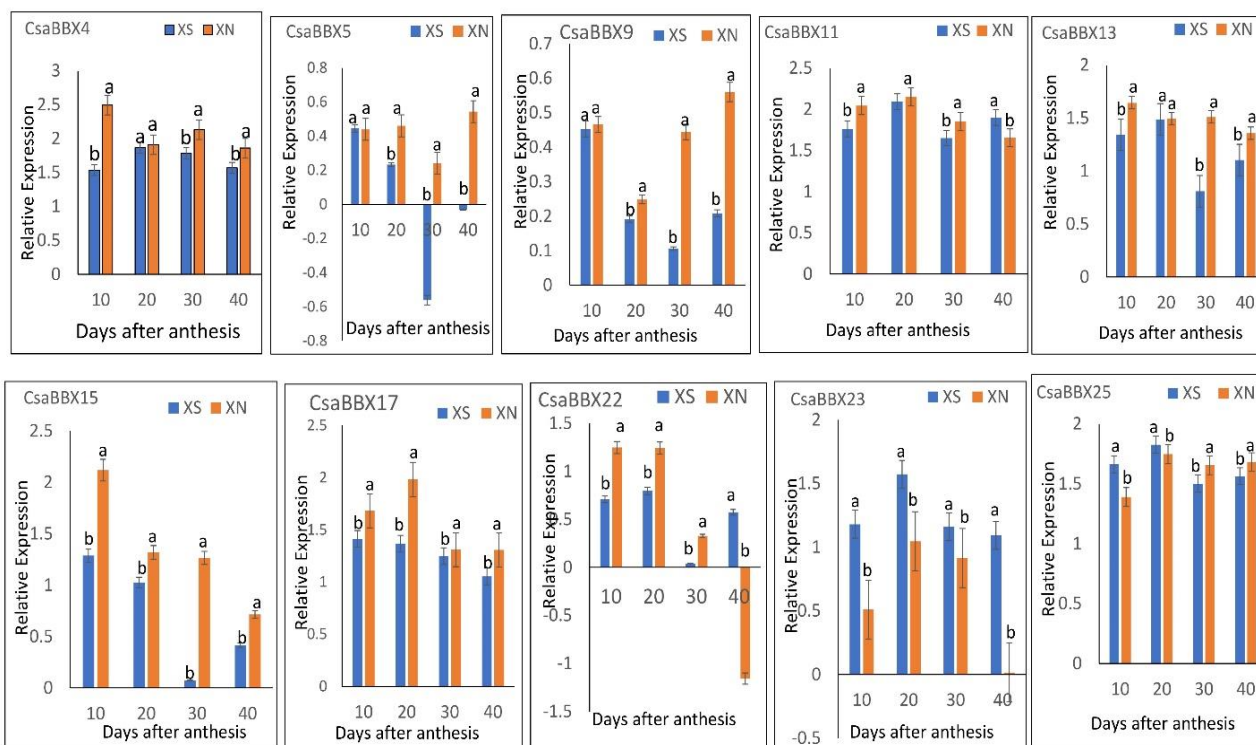 CsaBBX4
XS XN
Relative Expression
3
2.5
2
1.5
1
0.5
0
b a
a a
b a
b a
10 20 30 40
Days after anthesis
CsaBBX5
XS XN
Relative Expression
0.8
0.6
0.4
0.2
0
-0.2
-0.4
-0.6
-0.8
a a
b a
b a
b a
10 20 30 40
Days after anthesis
CsaBBX9
XS XN
Relative Expression
0.7
0.6
0.5
0.4
0.3
0.2
0.1
0
a a
b a
b a
b a
10 20 30 40
Days after anthesis
CsaBBX11
XS XN
Relative Expression
2.5
2
1.5
1
0.5
0
b a
a a
b a
a b
10 20 30 40
Days after anthesis
CsaBBX13
XS XN
Relative Expression
2
1.5
1
0.5
0
b a
a a
b a
b a
10 20 30 40
Days after anthesis
CsaBBX15
XS XN
Relative Expression
2.5
2
1.5
1
0.5
0
b a
b a
b a
b a
10 20 30 40
Days after anthesis
CsaBBX17
XS XN
Relative Expression
2.5
2
1.5
1
0.5
0
b a
b a
b a
b a
10 20 30 40
Days after anthesis
CsaBBX22
XS XN
Relative Expression
1.5
1
0.5
0
-0.5
-1
-1.5
b a
b a
b a
a b
10 20 30 40
Days after anthesis
CsaBBX23
XS XN
Relative Expression
2
1.5
1
0.5
0
-0.5
a b
a b
a b
a b
10 20 30 40
Days after anthesis
CsaBBX25
XS XN
Relative Expression
2
1.5
1
0.5
0
a b
a b
b a
b a
10 20 30 40
Days after anthesis